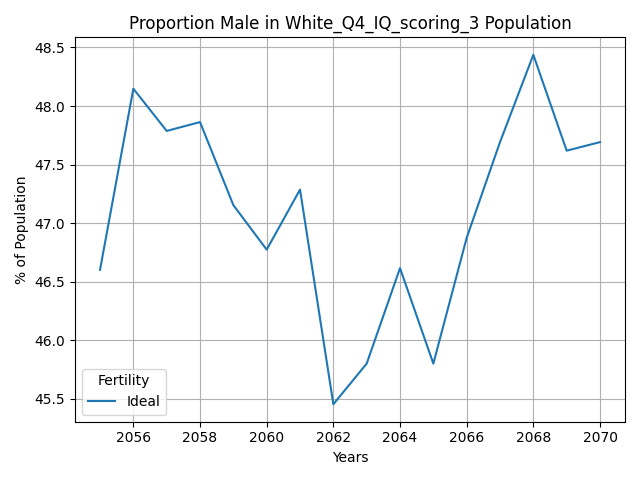 Proportion Male in White_Q4_IQ_scoring_3 Population
% of Population
48.5
48.0
47.5
47.0
46.5
46.0
45.5
Fertility
Ideal
2056 2058 2060 2062 2064 2066 2068 2070
Years